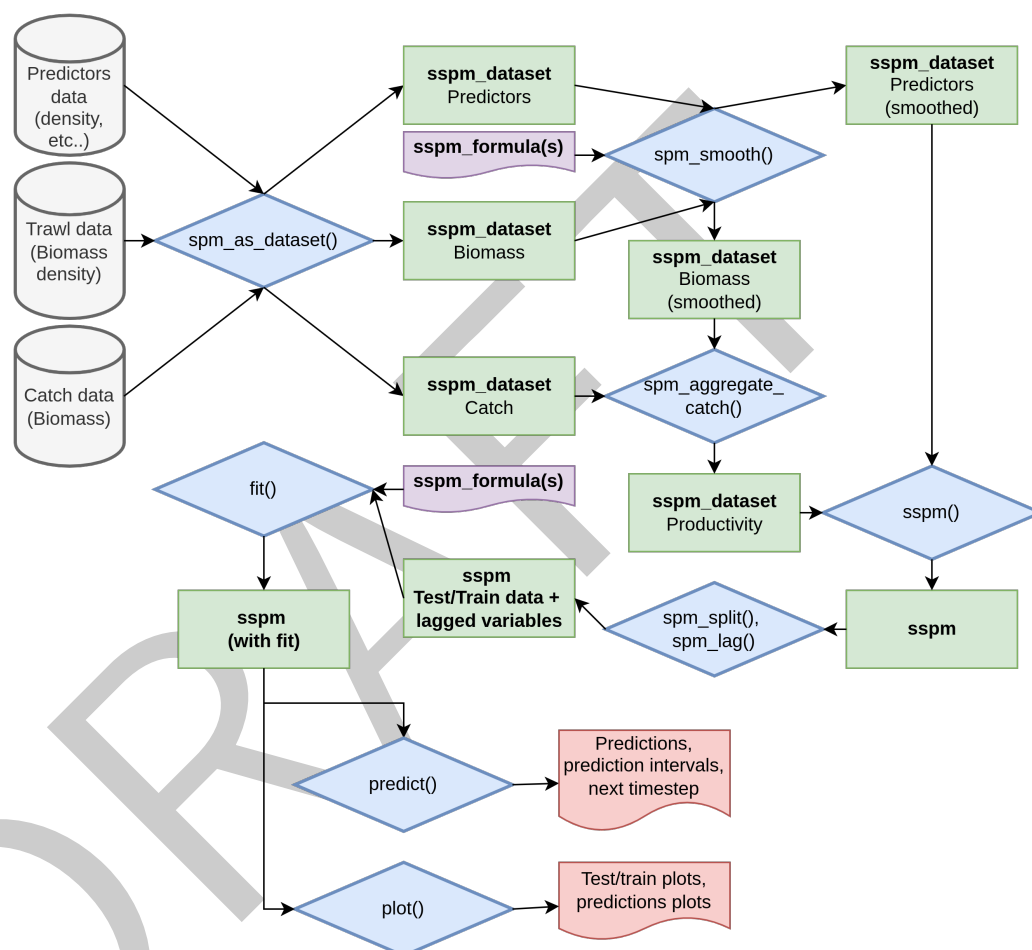 Predictors
data
(density,
etc..)
Trawl data
(Biomass
density)
Catch data
(Biomass)
spm_as_dataset()
sspm_dataset
Predictors
sspm_formula(s)
sspm_dataset
Biomass
sspm_dataset
Catch
spm_smooth()
sspm_dataset
Predictors
(smoothed)
sspm_dataset
Biomass
(smoothed)
spm_aggregate_
catch()
sspm_dataset
Productivity
sspm()
sspm
spm_split(),
spm_lag()
sspm
Test/Train data +
lagged variables
sspm_formula(s)
fit()
sspm
(with fit)
predict()
Predictions,
prediction intervals,
next timestep
plot()
Test/train plots,
predictions plots
DRAFT